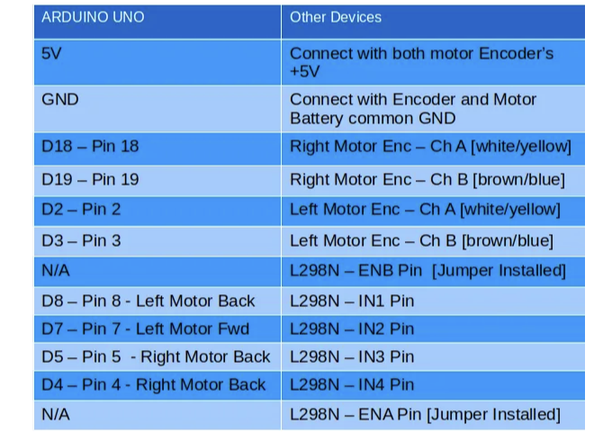 ARDUINO UNO Other Devices
5V Connect with both motor Encoder's
+5V
GND Connect with Encoder and Motor
Battery common GND
D18 – Pin 18 Right Motor Enc – Ch A [white/yellow]
D19 – Pin 19 Right Motor Enc – Ch B [brown/blue]
D2 – Pin 2 Left Motor Enc – Ch A [white/yellow]
D3 – Pin 3 Left Motor Enc – Ch B [brown/blue]
N/A L298N – ENB Pin [Jumper Installed]
D8 – Pin 8 - Left Motor Back L298N – IN1 Pin
D7 – Pin 7 - Left Motor Fwd L298N – IN2 Pin
D5 – Pin 5 - Right Motor Back L298N – IN3 Pin
D4 – Pin 4 - Right Motor Back L298N – IN4 Pin
N/A L298N – ENA Pin [Jumper Installed]